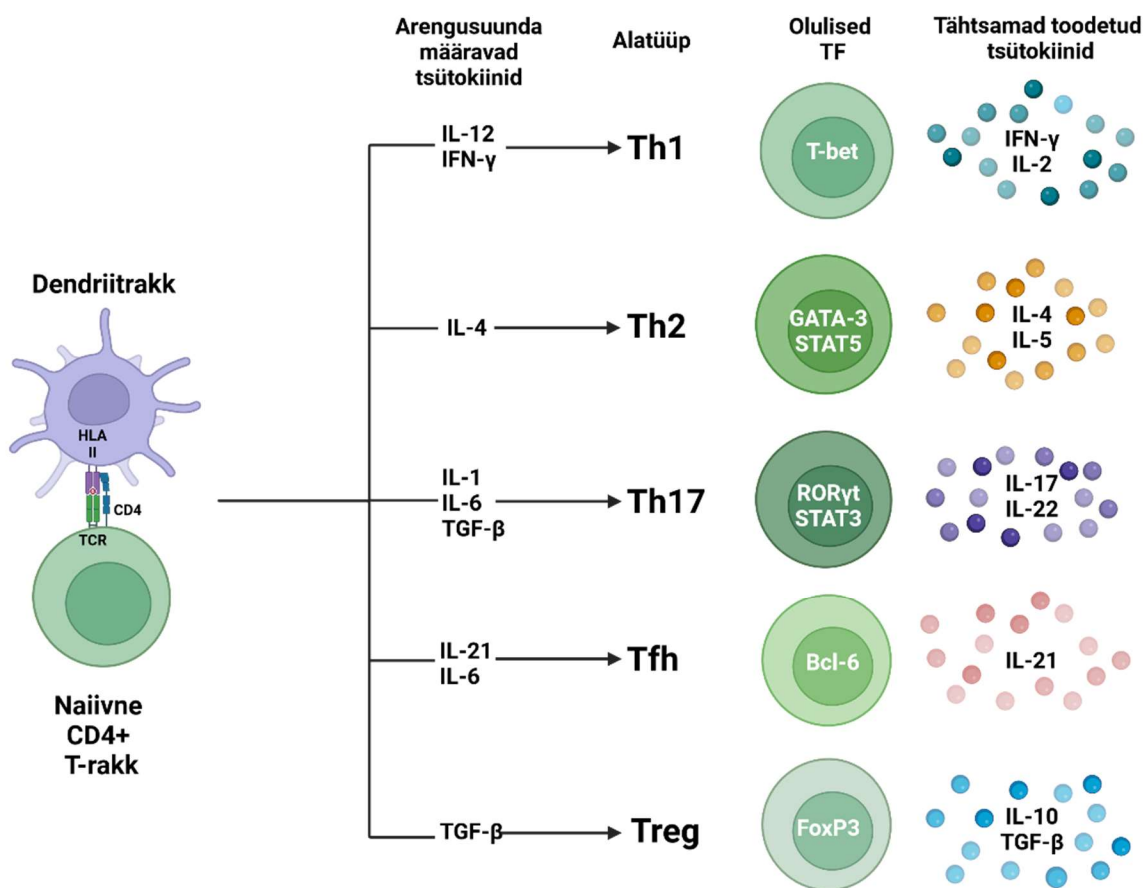 Arengusuunda
määravad
tsütokiinid
Alatüüp
Olulised
TF
Tähtsamad toodetud
tsütokiinid
IL-12
IFN-γ
Th1
T-bet
IFN-γ
IL-2
Dendriitrakk
HLA
II
CD4
TCR
Naiivne
CD4+
T-rakk
IL-4
Th2
GATA-3
STAT5
IL-4
IL-5
IL-1
IL-6
TGF-β
Th17
RORγt
STAT3
IL-17
IL-22
IL-21
IL-6
Tfh
Bcl-6
IL-21
TGF-β
Treg
FoxP3
IL-10
TGF-β